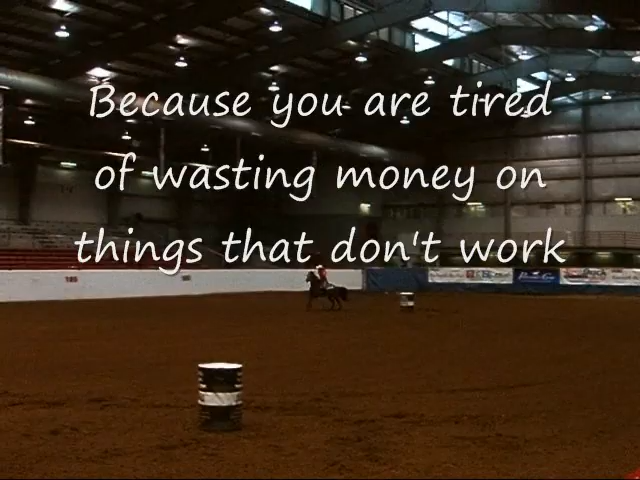 Because you are tired
of wasting money on
things that don't work